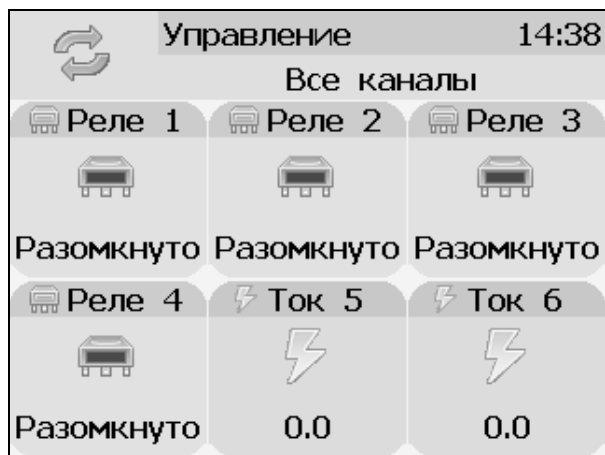 Управление 14:38
Все каналы
Реле 1 Реле 2 Реле 3
Разомкнуто Разомкнуто Разомкнуто
Реле 4 Ток 5 Ток 6
Разомкнуто 0.0 0.0